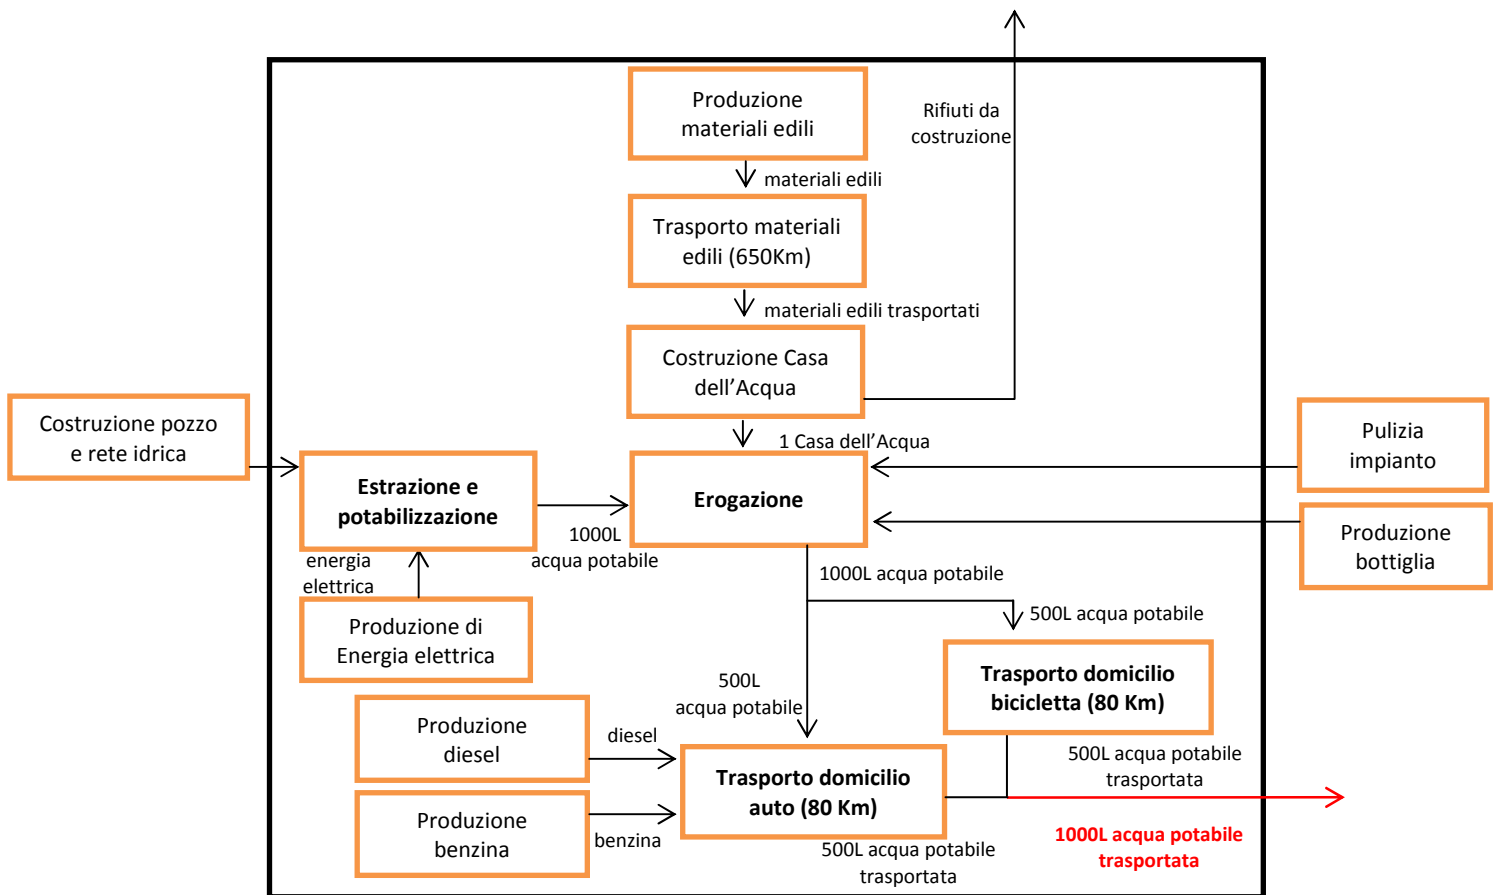 Produzione
materiali edili
Rifiuti da
costruzione
materiali edili
Trasporto materiali
edili (650Km)
materiali edili trasportati
Costruzione Casa
dell’Acqua
1 Casa dell’Acqua
Costruzione pozzo
e rete idrica
Pulizia
impianto
Estrazione e
potabilizzazione
Erogazione
1000L
acqua potabile
Produzione
bottiglia
energia
elettrica
1000L acqua potabile
500L acqua potabile
Produzione di
Energia elettrica
500L
acqua potabile
Trasporto domicilio
bicicletta (80 Km)
Produzione
diesel
diesel
500L acqua potabile
trasportata
Trasporto domicilio
auto (80 Km)
Produzione
benzina
benzina
500L acqua potabile
trasportata
1000L acqua potabile
trasportata